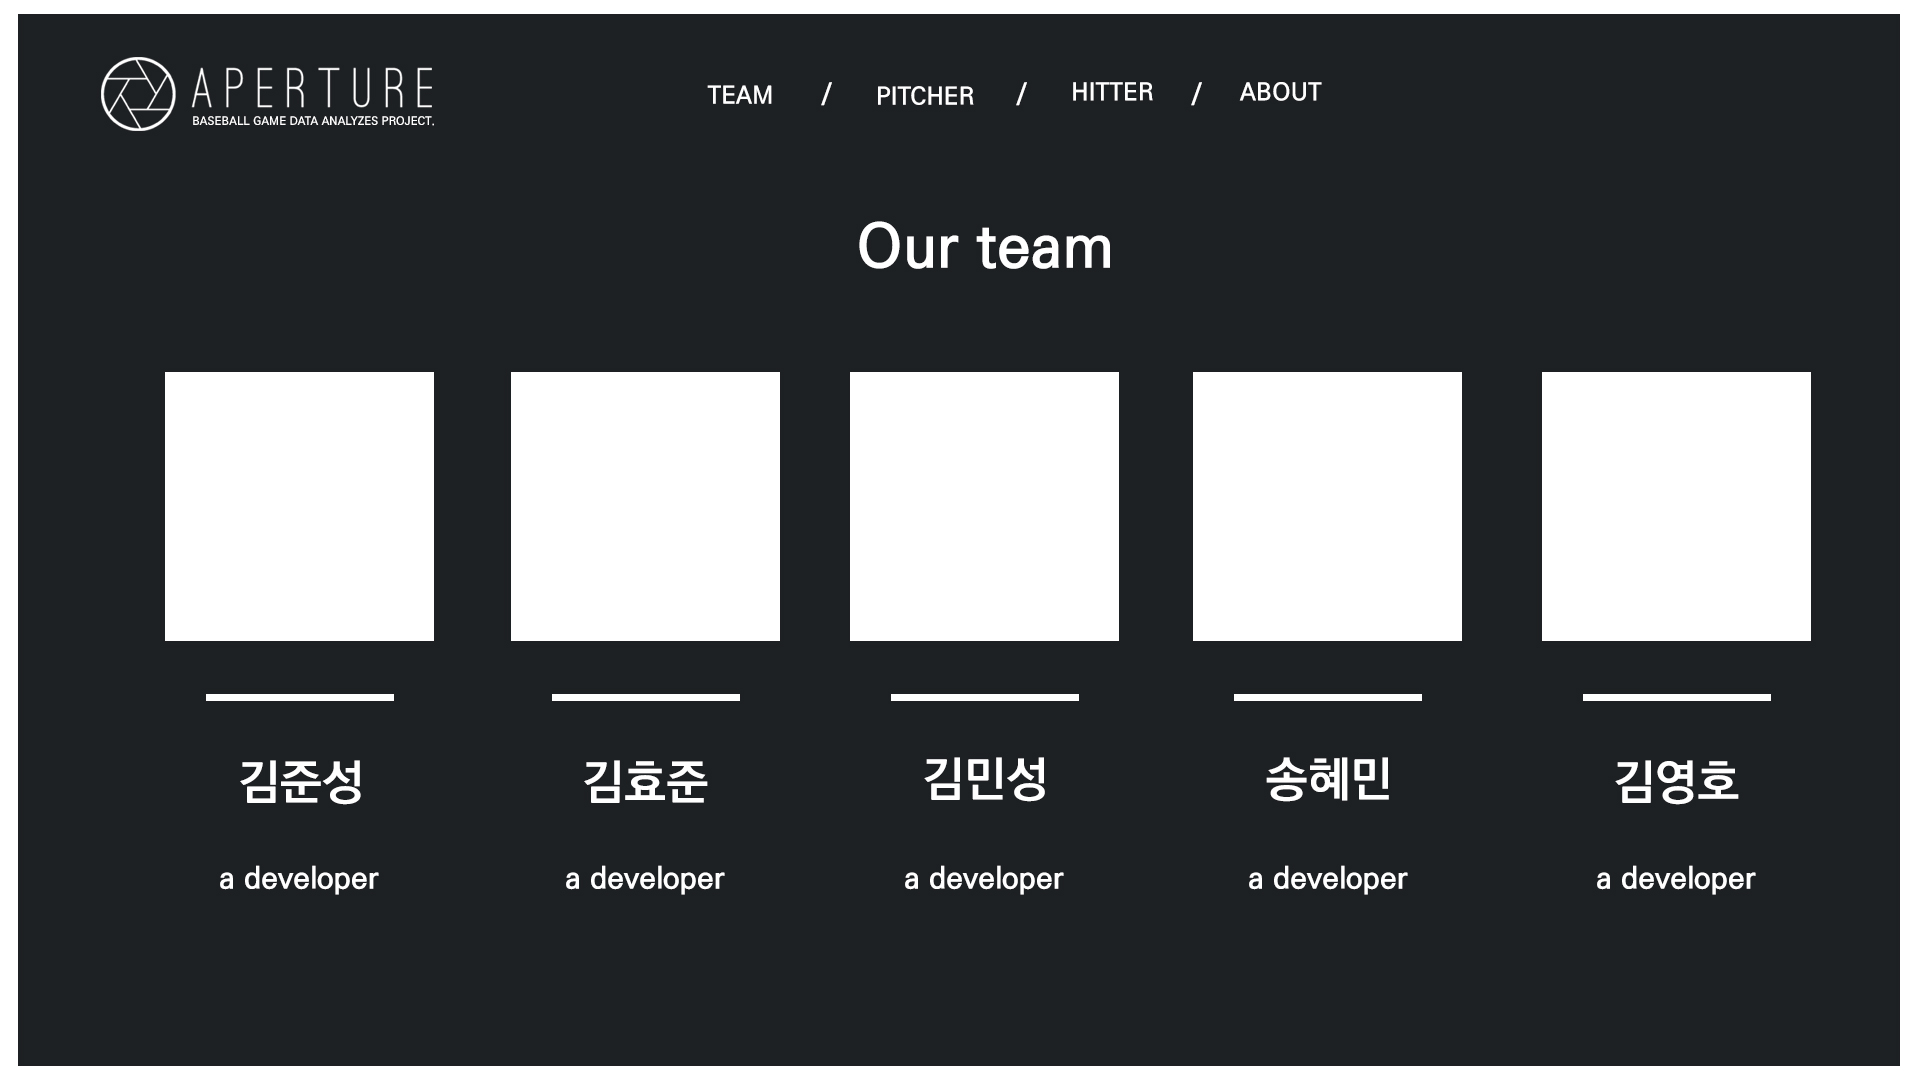 APERTURE
BASEBALL GAME DATA ANALYZES PROJECT.
TEAM / PITCHER / HITTER / ABOUT
Our team
김준성 김효준 김민성 송혜민 김영호
a developer a developer a developer a developer a developer